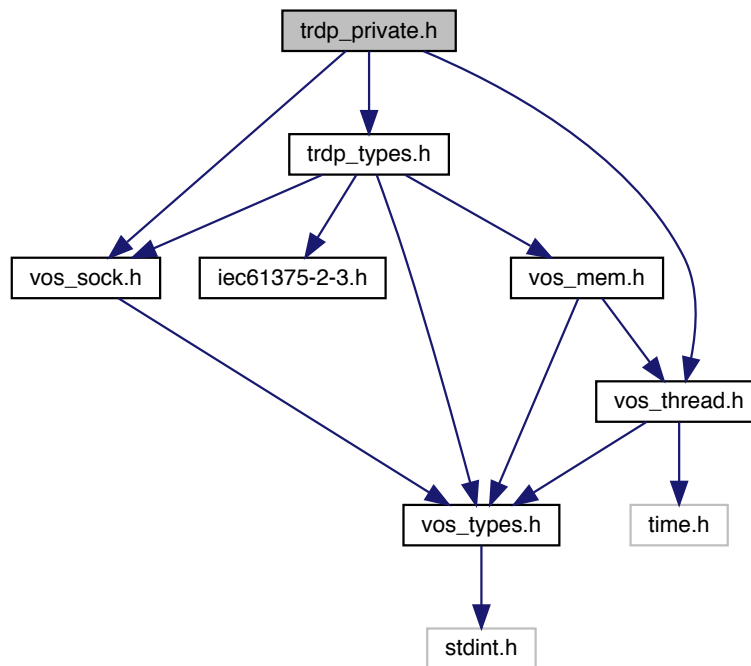 trdp_private.h
trdp_types.h
vos_sock.h
iec61375-2-3.h
vos_mem.h
vos_thread.h
vos_types.h
time.h
stdint.h